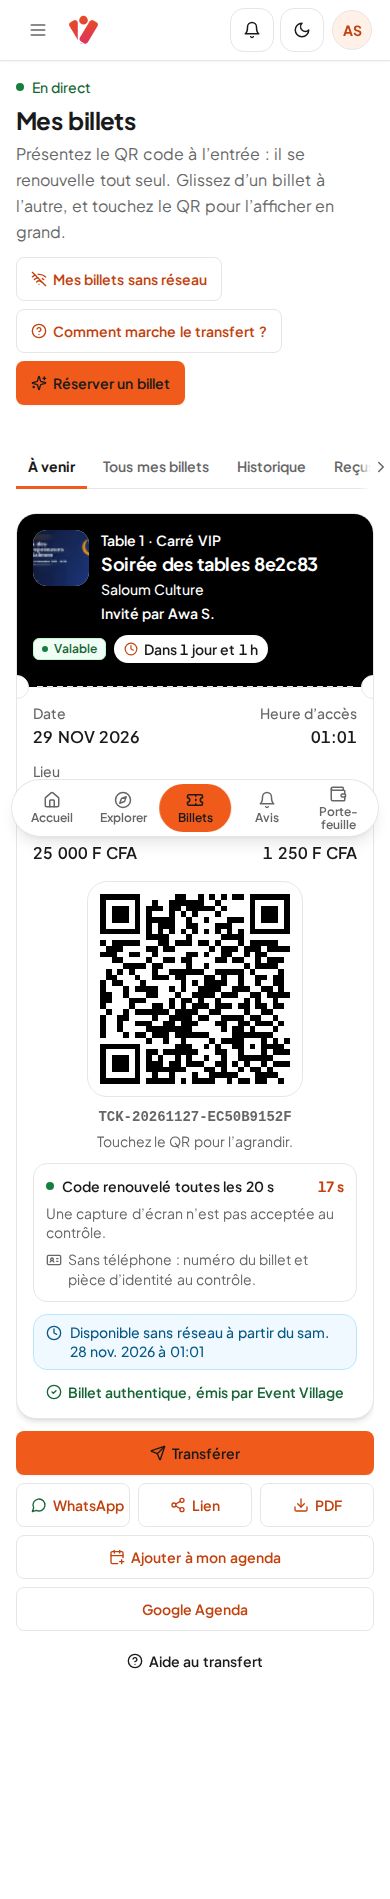 AS
En direct
Mes billets
Présentez le QR code à l’entrée : il se
renouvelle tout seul. Glissez d’un billet à
l’autre, et touchez le QR pour l’afficher en
grand.
Mes billets sans réseau
Comment marche le transfert ?
Réserver un billet
À venir Tous mes billets Historique Reçus
Table 1 · Carré VIP
Soirée des tables 8e2c83
Saloum Culture
Invité par Awa S.
Valable Dans 1 jour et 1 h
Date Heure d’accès
29 NOV 2026 01:01
Lieu
Accueil Explorer Billets Avis Porte-
feuille
25 000 F CFA 1 250 F CFA
TCK-20261127-EC50B9152F
Touchez le QR pour l’agrandir.
Code renouvelé toutes les 20 s 17 s
Une capture d’écran n’est pas acceptée au
contrôle.
Sans téléphone : numéro du billet et
pièce d’identité au contrôle.
Disponible sans réseau à partir du sam.
28 nov. 2026 à 01:01
Billet authentique, émis par Event Village
Transférer
WhatsApp Lien PDF
Ajouter à mon agenda
Google Agenda
Aide au transfert